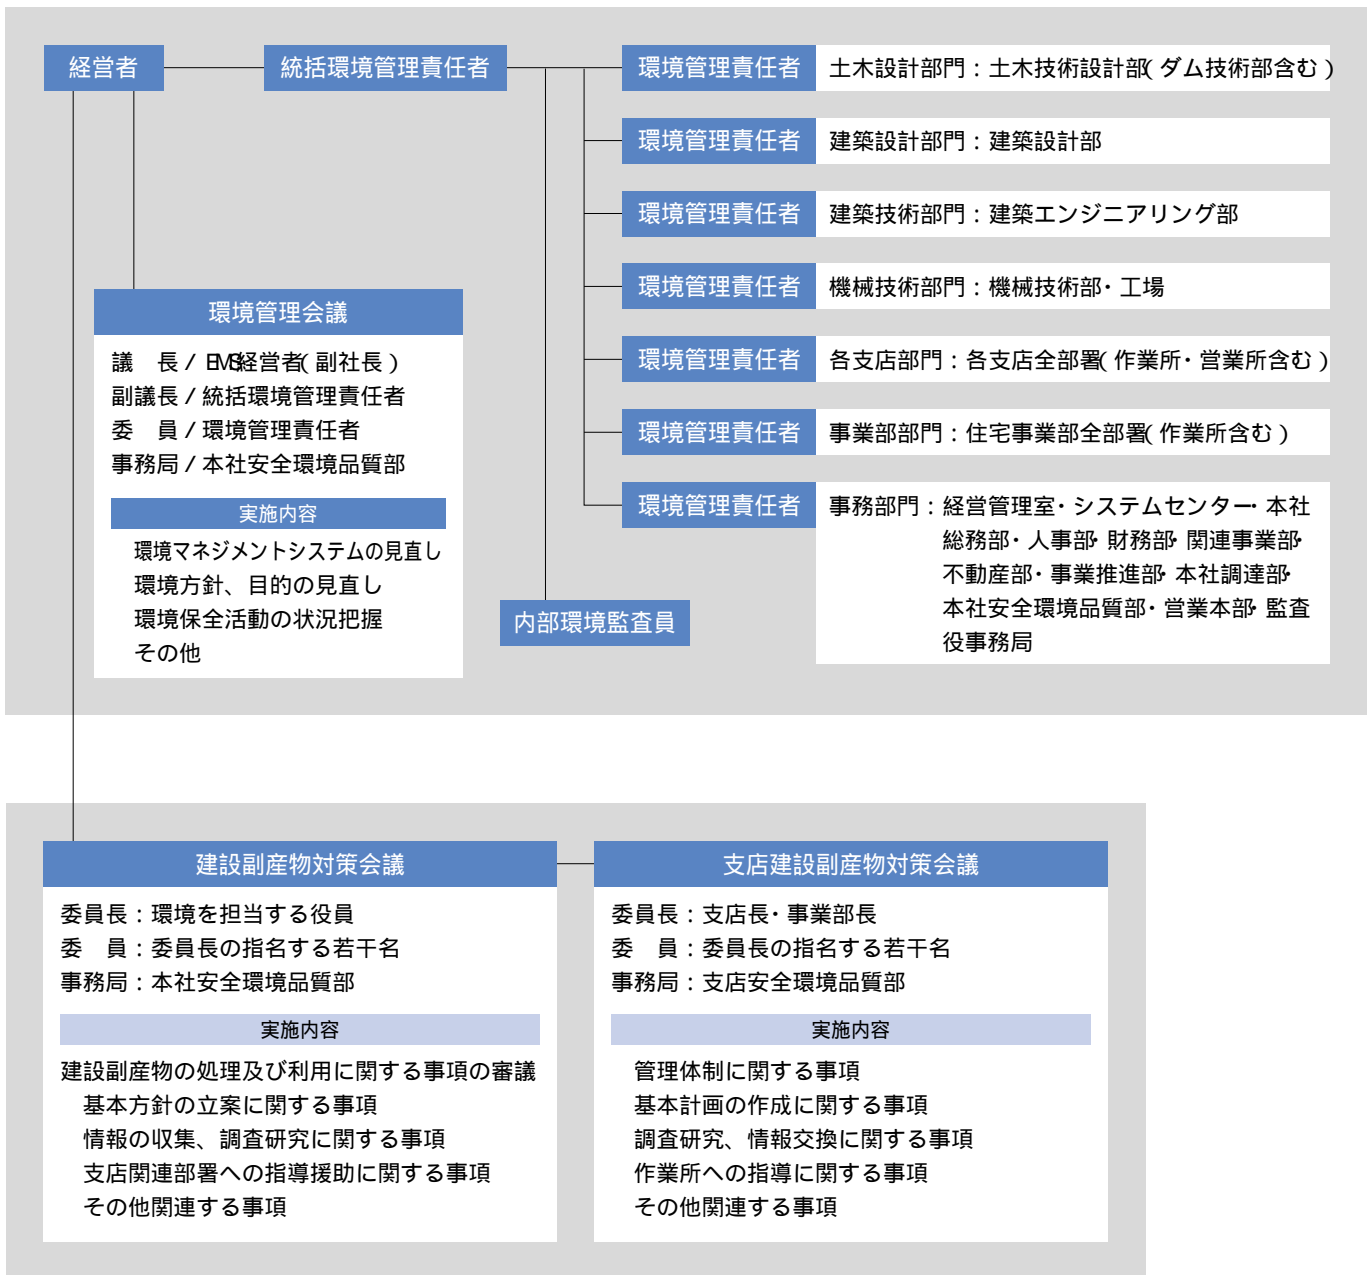 経営者
統括環境管理責任者
環境管理責任者 土木設計部門：土木技術設計部（ダム技術部含む）
環境管理責任者 建築設計部門：建築設計部
環境管理責任者 建築技術部門：建築エンジニアリング部
環境管理責任者 機械技術部門：機械技術部・工場
環境管理責任者 各支店部門：各支店全部署（作業所・営業所含む）
環境管理責任者 事業部部門：住宅事業部全部署（作業所含む）
環境管理責任者 事務部門：経営管理室・システムセンター・本社
総務部・人事部・財務部・関連事業部・
不動産部・事業推進部・本社調達部・
本社安全環境品質部・営業本部・監査
役事務局
内部環境監査員
環境管理会議
議　長／EMS経営者（副社長）
副議長／統括環境管理責任者
委　員／環境管理責任者
事務局／本社安全環境品質部
実施内容
環境マネジメントシステムの見直し
環境方針、目的の見直し
環境保全活動の状況把握
その他
建設副産物対策会議
委員長：環境を担当する役員
委　員：委員長の指名する若干名
事務局：本社安全環境品質部
実施内容
建設副産物の処理及び利用に関する事項の審議
基本方針の立案に関する事項
情報の収集、調査研究に関する事項
支店関連部署への指導援助に関する事項
その他関連する事項
支店建設副産物対策会議
委員長：支店長・事業部長
委　員：委員長の指名する若干名
事務局：支店安全環境品質部
実施内容
管理体制に関する事項
基本計画の作成に関する事項
調査研究、情報交換に関する事項
作業所への指導に関する事項
その他関連する事項